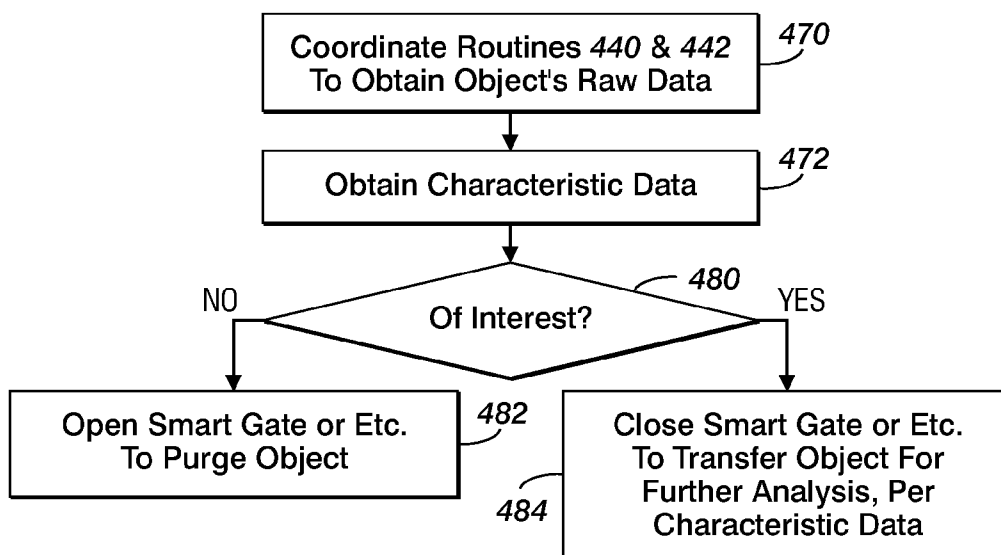 Coordinate Routines 440 & 442
To Obtain Object's Raw Data
470
Obtain Characteristic Data
472
Of Interest?
480
NO
YES
Open Smart Gate or Etc.
To Purge Object
482
Close Smart Gate or Etc.
To Transfer Object For
Further Analysis, Per
Characteristic Data
484